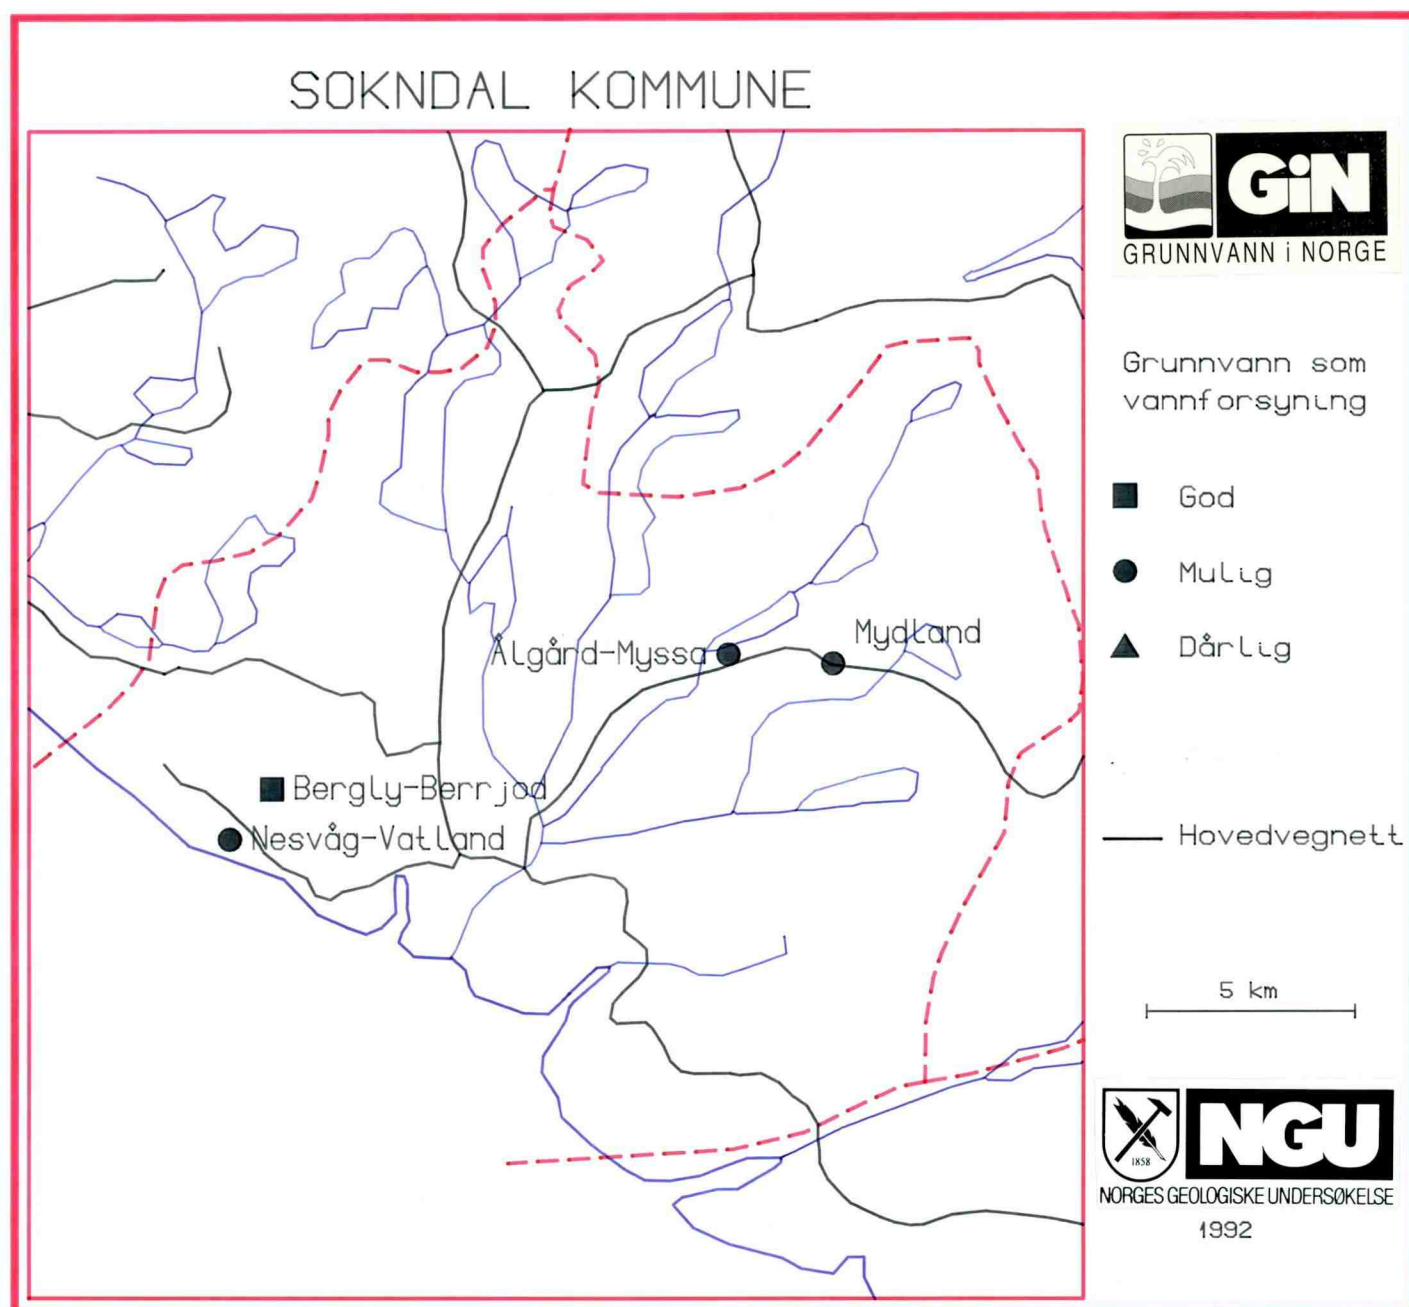 SOKNDAL KOMMUNE
GiN
GRUNNVANN i NORGE
Grunnvann som
vannforsyning
God
Mulig
Dårlig
Mydland
Ålgård-Myssa
Bergly-Berrjod
Nesvåg-Vatland
Hovedvegnett
5 km
1858
NGU
NORGES GEOLOGISKE UNDERSØKELSE
1992